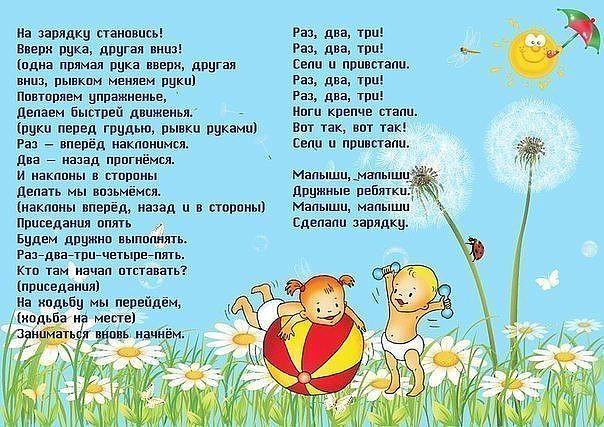 На зарядку становись!
Вверх рука, другая вниз!
(одна прямая рука вверх, другая
вниз, рывком меняем руки)
Повторяем упражненье,
Делаем быстрей движенья.
(руки перед грудью, рывки руками)
Раз – вперёд наклонимся.
Два – назад прогнёмся.
И наклоны в стороны
Делать мы возьмёмся.
(наклоны вперёд, назад и в стороны)
Приседания опять
Будем дружно выполнять.
Раз-два-три-четыре-пять.
Кто там начал отставать?
(приседания)
На ходьбу мы перейдём,
(ходьба на месте)
Заниматься вновь начнём.
Раз, два, три!
Раз, два, три!
Сели и привстали.
Раз, два, три!
Раз, два, три!
Ноги крепче стали.
Вот так, вот так!
Сели и привстали.
Малыши, малыши
Дружные ребятки.
Малыши, малыши
Сделали зарядку.